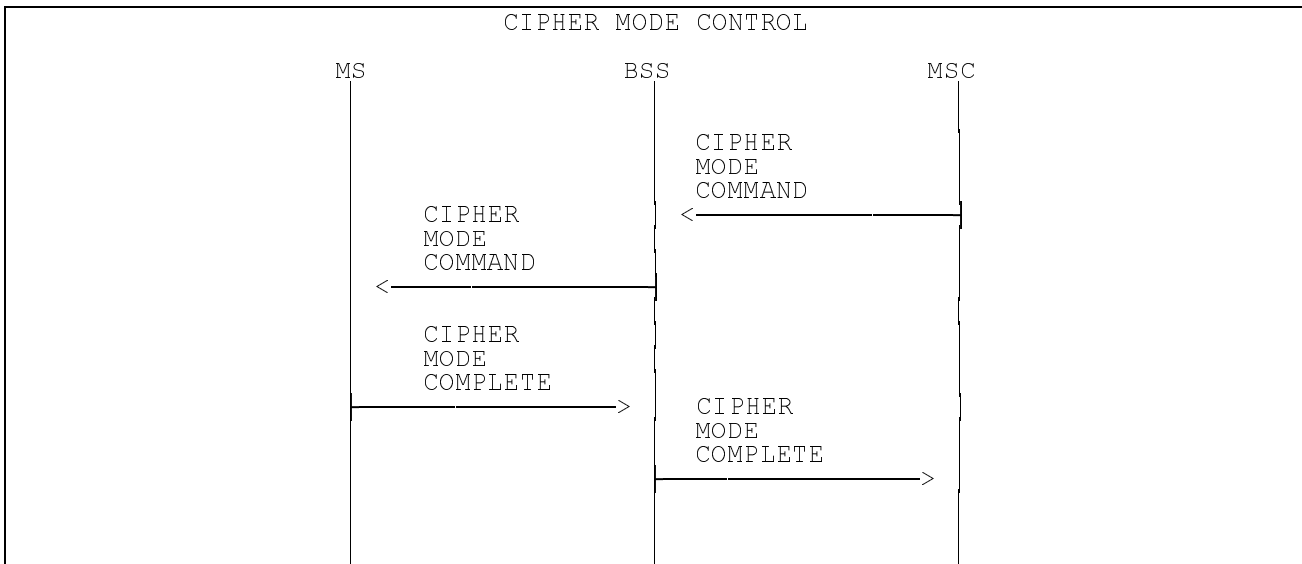 CIPHER MODE CONTROL
MS BSS MSC
CIPHER
MODE
COMMAND
CIPHER
MODE
COMMAND
CIPHER
MODE
COMPLETE
CIPHER
MODE
COMPLETE